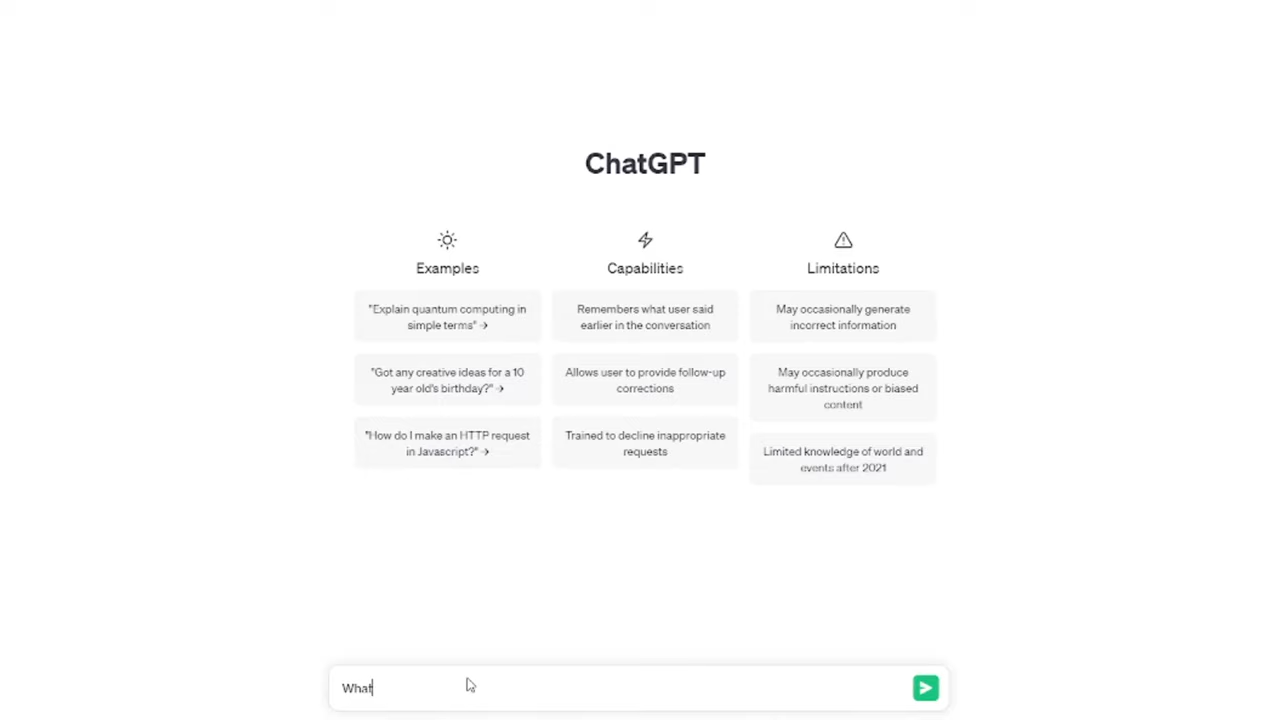 ChatGPT
Examples
Capabilities
Limitations
"Explain quantum computing in
simple terms" →
Remembers what user said
earlier in the conversation
May occasionally generate
incorrect information
"Got any creative ideas for a 10
year old's birthday?" →
Allows user to provide follow-up
corrections
May occasionally produce
harmful instructions or biased
content
"How do I make an HTTP request
in Javascript?" →
Trained to decline inappropriate
requests
Limited knowledge of world and
events after 2021
What